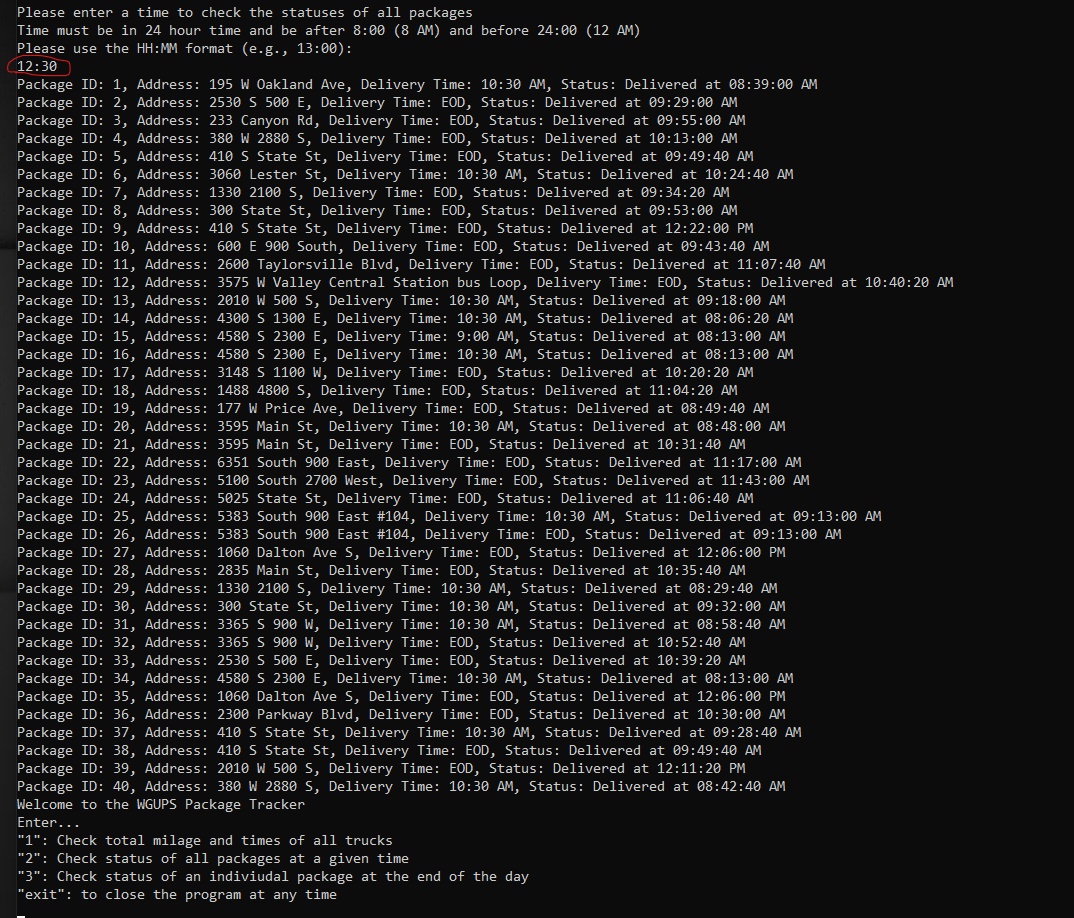 Please enter a time to check the statuses of all packages
Time must be in 24 hour time and be after 8:00 (8 AM) and before 24:00 (12 AM)
Please use the HH:MM format (e.g., 13:00):
12:30
Package ID: 1, Address: 195 W Oakland Ave, Delivery Time: 10:30 AM, Status: Delivered at 08:39:00 AM
Package ID: 2, Address: 2530 S 500 E, Delivery Time: EOD, Status: Delivered at 09:29:00 AM
Package ID: 3, Address: 233 Canyon Rd, Delivery Time: EOD, Status: Delivered at 09:55:00 AM
Package ID: 4, Address: 380 W 2880 S, Delivery Time: EOD, Status: Delivered at 10:13:00 AM
Package ID: 5, Address: 410 S State St, Delivery Time: EOD, Status: Delivered at 09:49:40 AM
Package ID: 6, Address: 3060 Lester St, Delivery Time: 10:30 AM, Status: Delivered at 10:24:40 AM
Package ID: 7, Address: 1330 2100 S, Delivery Time: EOD, Status: Delivered at 09:34:20 AM
Package ID: 8, Address: 300 State St, Delivery Time: EOD, Status: Delivered at 09:53:00 AM
Package ID: 9, Address: 410 S State St, Delivery Time: EOD, Status: Delivered at 12:22:00 PM
Package ID: 10, Address: 600 E 900 South, Delivery Time: EOD, Status: Delivered at 09:43:40 AM
Package ID: 11, Address: 2600 Taylorsville Blvd, Delivery Time: EOD, Status: Delivered at 11:07:40 AM
Package ID: 12, Address: 3575 W Valley Central Station bus Loop, Delivery Time: EOD, Status: Delivered at 10:40:20 AM
Package ID: 13, Address: 2010 W 500 S, Delivery Time: 10:30 AM, Status: Delivered at 09:18:00 AM
Package ID: 14, Address: 4300 S 1300 E, Delivery Time: 10:30 AM, Status: Delivered at 08:06:20 AM
Package ID: 15, Address: 4580 S 2300 E, Delivery Time: 9:00 AM, Status: Delivered at 08:13:00 AM
Package ID: 16, Address: 4580 S 2300 E, Delivery Time: 10:30 AM, Status: Delivered at 08:13:00 AM
Package ID: 17, Address: 3148 S 1100 W, Delivery Time: EOD, Status: Delivered at 10:20:20 AM
Package ID: 18, Address: 1488 4800 S, Delivery Time: EOD, Status: Delivered at 11:04:20 AM
Package ID: 19, Address: 177 W Price Ave, Delivery Time: EOD, Status: Delivered at 08:49:40 AM
Package ID: 20, Address: 3595 Main St, Delivery Time: 10:30 AM, Status: Delivered at 08:48:00 AM
Package ID: 21, Address: 3595 Main St, Delivery Time: EOD, Status: Delivered at 10:31:40 AM
Package ID: 22, Address: 6351 South 900 East, Delivery Time: EOD, Status: Delivered at 11:17:00 AM
Package ID: 23, Address: 5100 South 2700 West, Delivery Time: EOD, Status: Delivered at 11:43:00 AM
Package ID: 24, Address: 5025 State St, Delivery Time: EOD, Status: Delivered at 11:06:40 AM
Package ID: 25, Address: 5383 South 900 East #104, Delivery Time: 10:30 AM, Status: Delivered at 09:13:00 AM
Package ID: 26, Address: 5383 South 900 East #104, Delivery Time: EOD, Status: Delivered at 09:13:00 AM
Package ID: 27, Address: 1060 Dalton Ave S, Delivery Time: EOD, Status: Delivered at 12:06:00 PM
Package ID: 28, Address: 2835 Main St, Delivery Time: EOD, Status: Delivered at 10:35:40 AM
Package ID: 29, Address: 1330 2100 S, Delivery Time: 10:30 AM, Status: Delivered at 08:29:40 AM
Package ID: 30, Address: 300 State St, Delivery Time: 10:30 AM, Status: Delivered at 09:32:00 AM
Package ID: 31, Address: 3365 S 900 W, Delivery Time: 10:30 AM, Status: Delivered at 08:58:40 AM
Package ID: 32, Address: 3365 S 900 W, Delivery Time: EOD, Status: Delivered at 10:52:40 AM
Package ID: 33, Address: 2530 S 500 E, Delivery Time: EOD, Status: Delivered at 10:39:20 AM
Package ID: 34, Address: 4580 S 2300 E, Delivery Time: 10:30 AM, Status: Delivered at 08:13:00 AM
Package ID: 35, Address: 1060 Dalton Ave S, Delivery Time: EOD, Status: Delivered at 12:06:00 PM
Package ID: 36, Address: 2300 Parkway Blvd, Delivery Time: EOD, Status: Delivered at 10:30:00 AM
Package ID: 37, Address: 410 S State St, Delivery Time: 10:30 AM, Status: Delivered at 09:28:40 AM
Package ID: 38, Address: 410 S State St, Delivery Time: EOD, Status: Delivered at 09:49:40 AM
Package ID: 39, Address: 2010 W 500 S, Delivery Time: EOD, Status: Delivered at 12:11:20 PM
Package ID: 40, Address: 380 W 2880 S, Delivery Time: 10:30 AM, Status: Delivered at 08:42:40 AM
Welcome to the WGUPS Package Tracker
Enter...
"1": Check total milage and times of all trucks
"2": Check status of all packages at a given time
"3": Check status of an indiviudal package at the end of the day
"exit": to close the program at any time